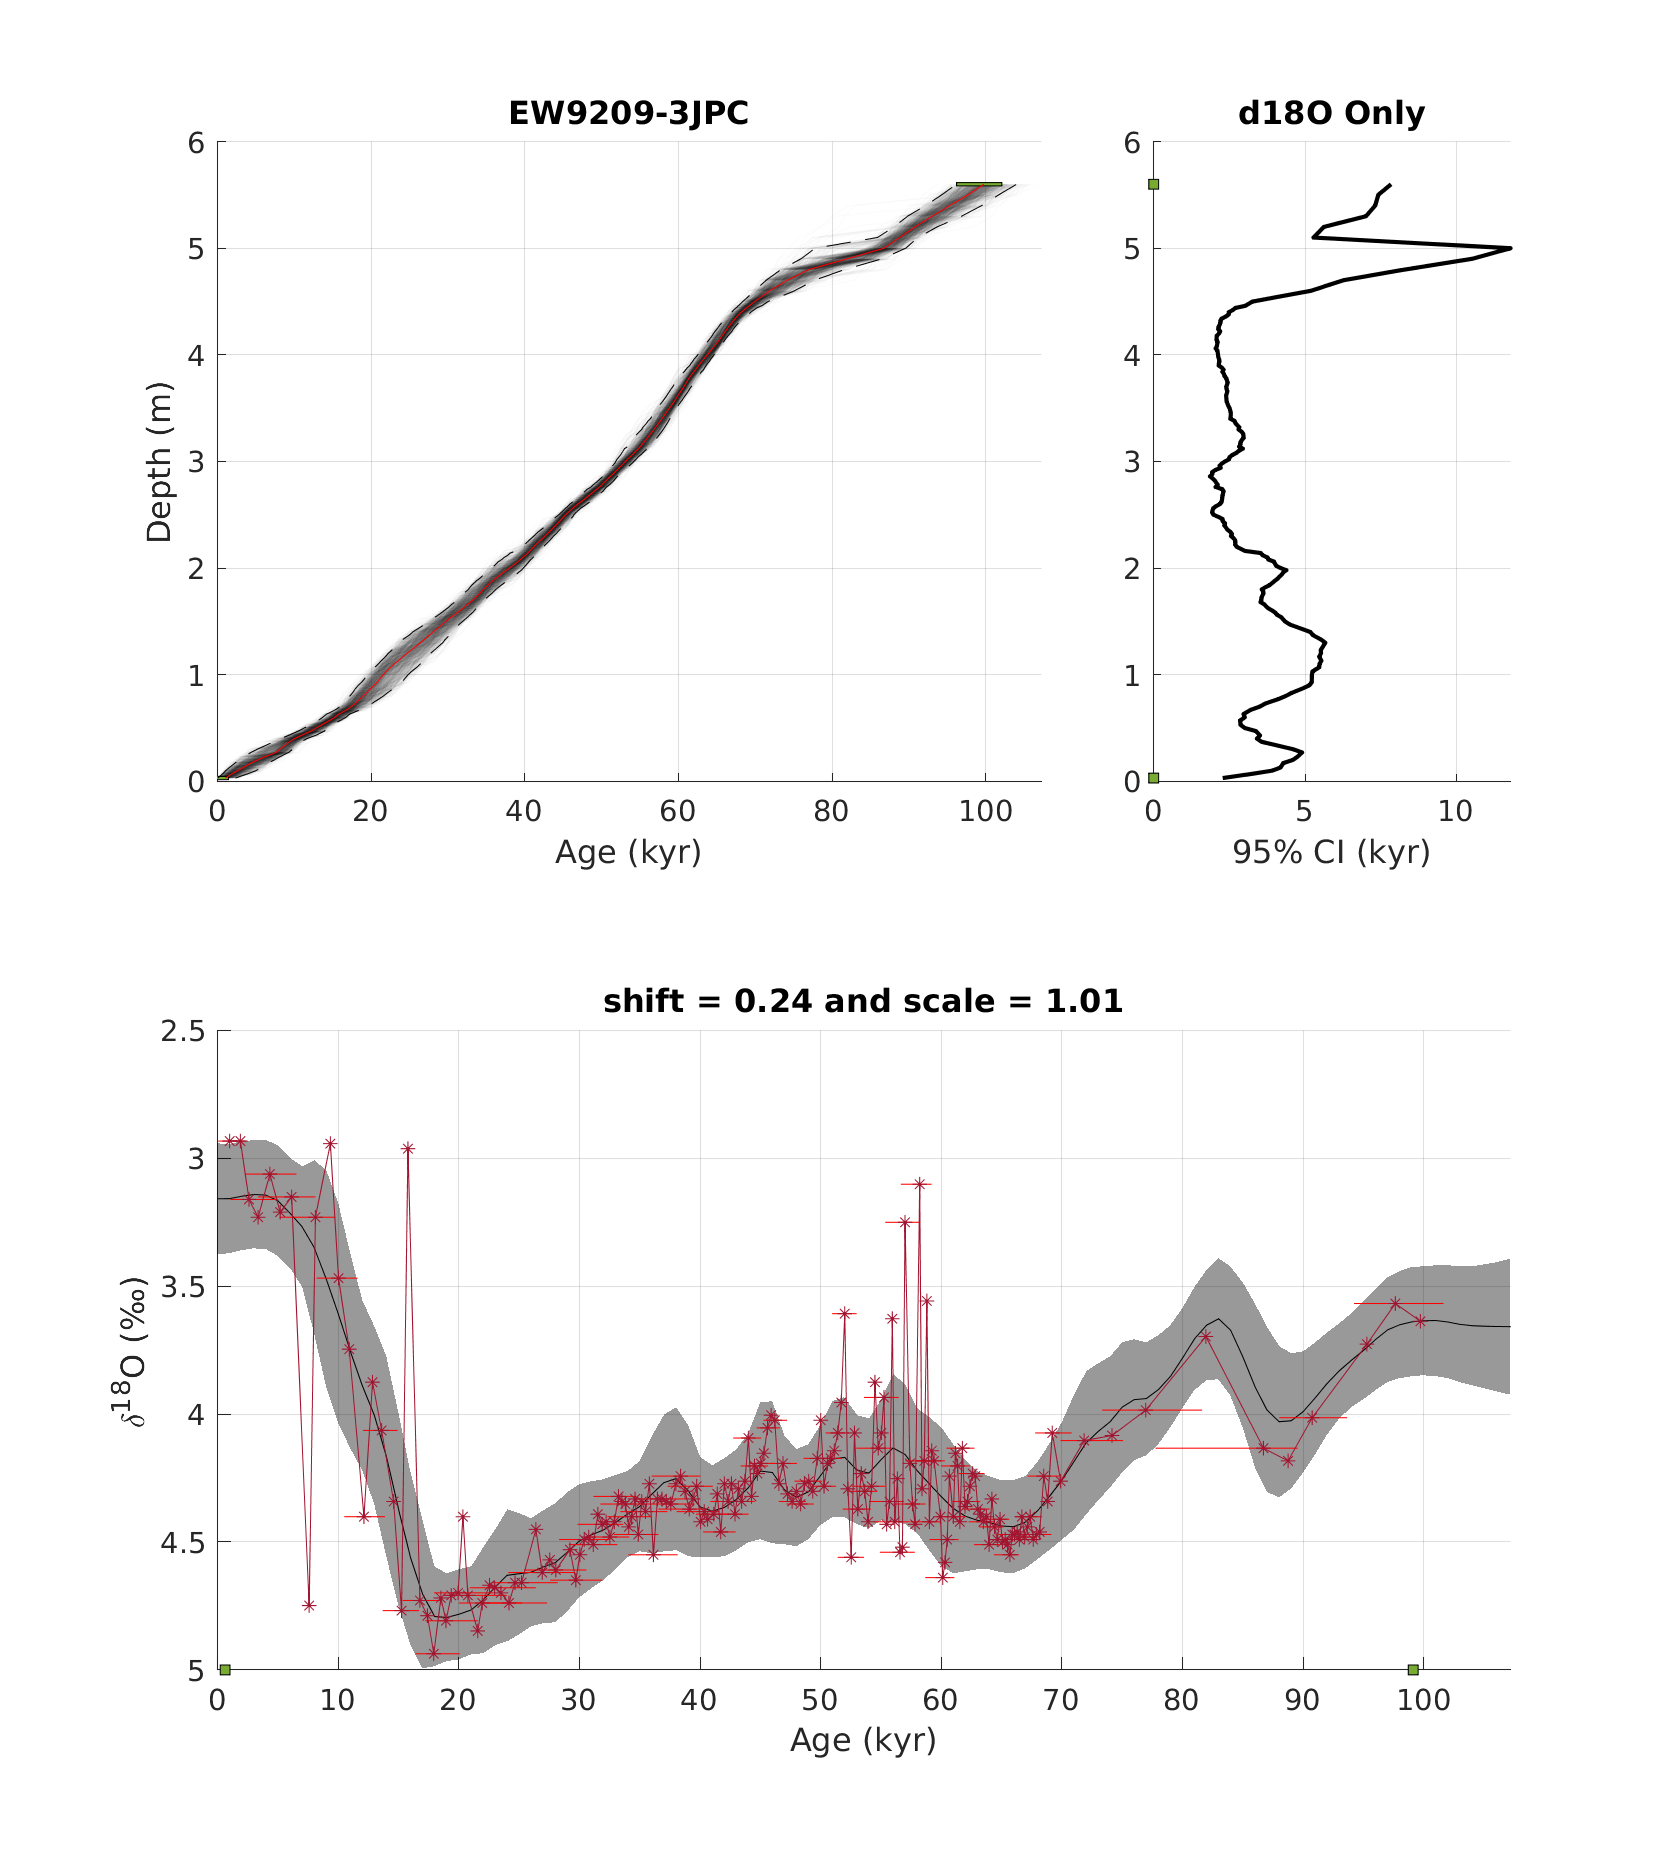 EW9209-3JPC
d18O Only
6
5
4
3
2
1
0
Depth (m)
0 20 40 60 80 100
Age (kyr)
6
5
4
3
2
1
0
0 5 10
95% CI (kyr)
shift = 0.24 and scale = 1.01
2.5
3
3.5
4
4.5
5
δ18O (‰)
0 10 20 30 40 50 60 70 80 90 100
Age (kyr)